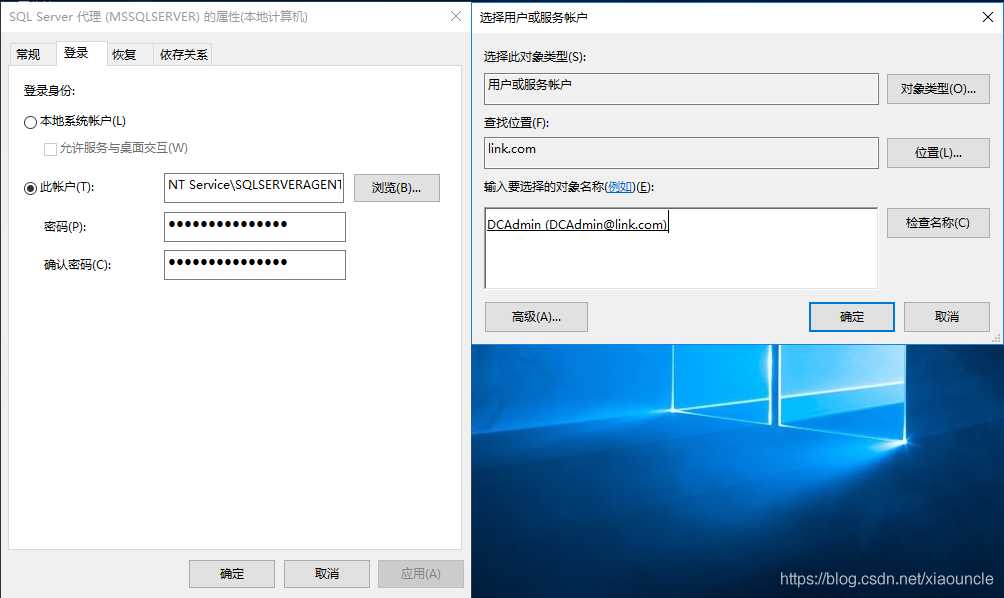 SQL Server 代理 (MSSQLSERVER) 的属性(本地计算机)
常规 登录 恢复 依存关系
登录身份:
本地系统帐户(L)
允许服务与桌面交互(W)
此帐户(T): NT Service\SQLSERVERAGENT 浏览(B)...
密码(P): ●●●●●●●●●●●●●●●
确认密码(C): ●●●●●●●●●●●●●●●
确定 取消 应用(A)
选择用户或服务帐户
选择此对象类型(S):
用户或服务帐户 对象类型(O)...
查找位置(F):
link.com 位置(L)...
输入要选择的对象名称(例如)(E):
DCAdmin (DCAdmin@link.com) 检查名称(C)
高级(A)... 确定 取消
https://blog.csdn.net/xiaouncle